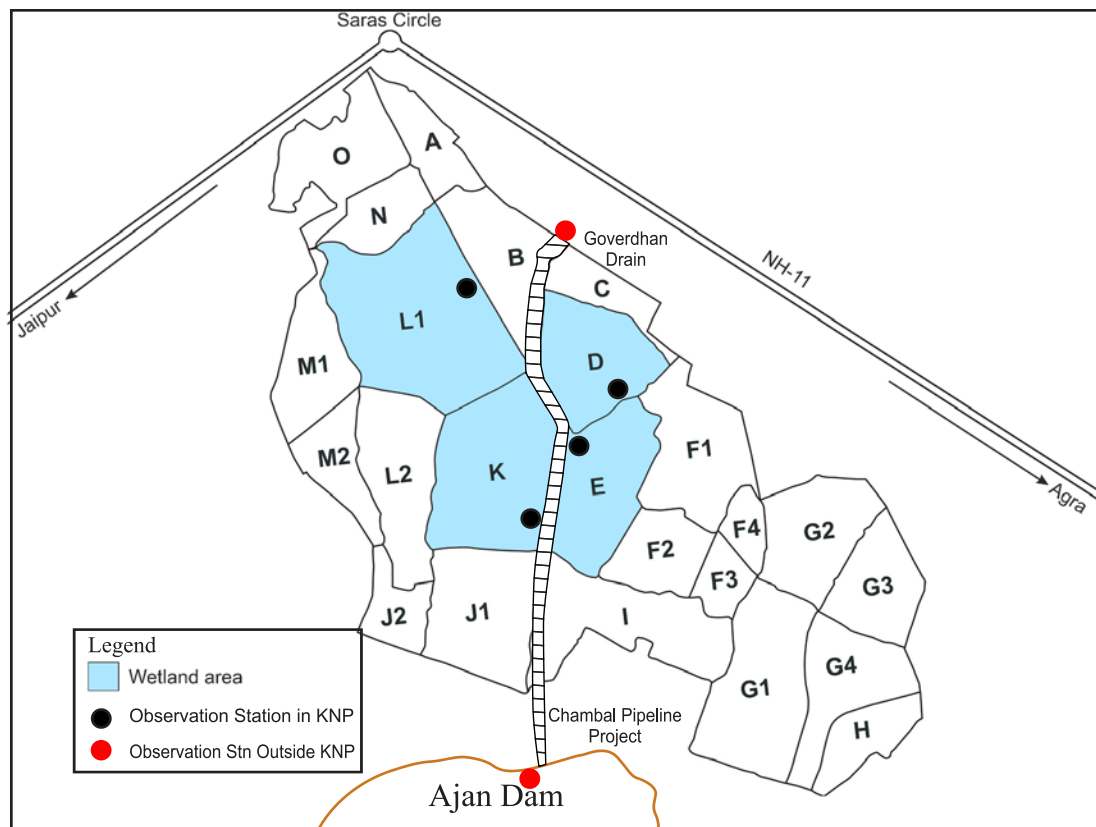 Saras Circle
A
O
N
Goverdhan
Drain
B
NH-11
C
Jaipur
L1
D
M1
F1
M2
L2
K
E
Agra
F4
G2
F2
F3
G3
J2
J1
I
Legend
G4
Wetland area
G1
Observation Station in KNP
Chambal Pipeline
Project
H
Observation Stn Outside KNP
Ajan Dam